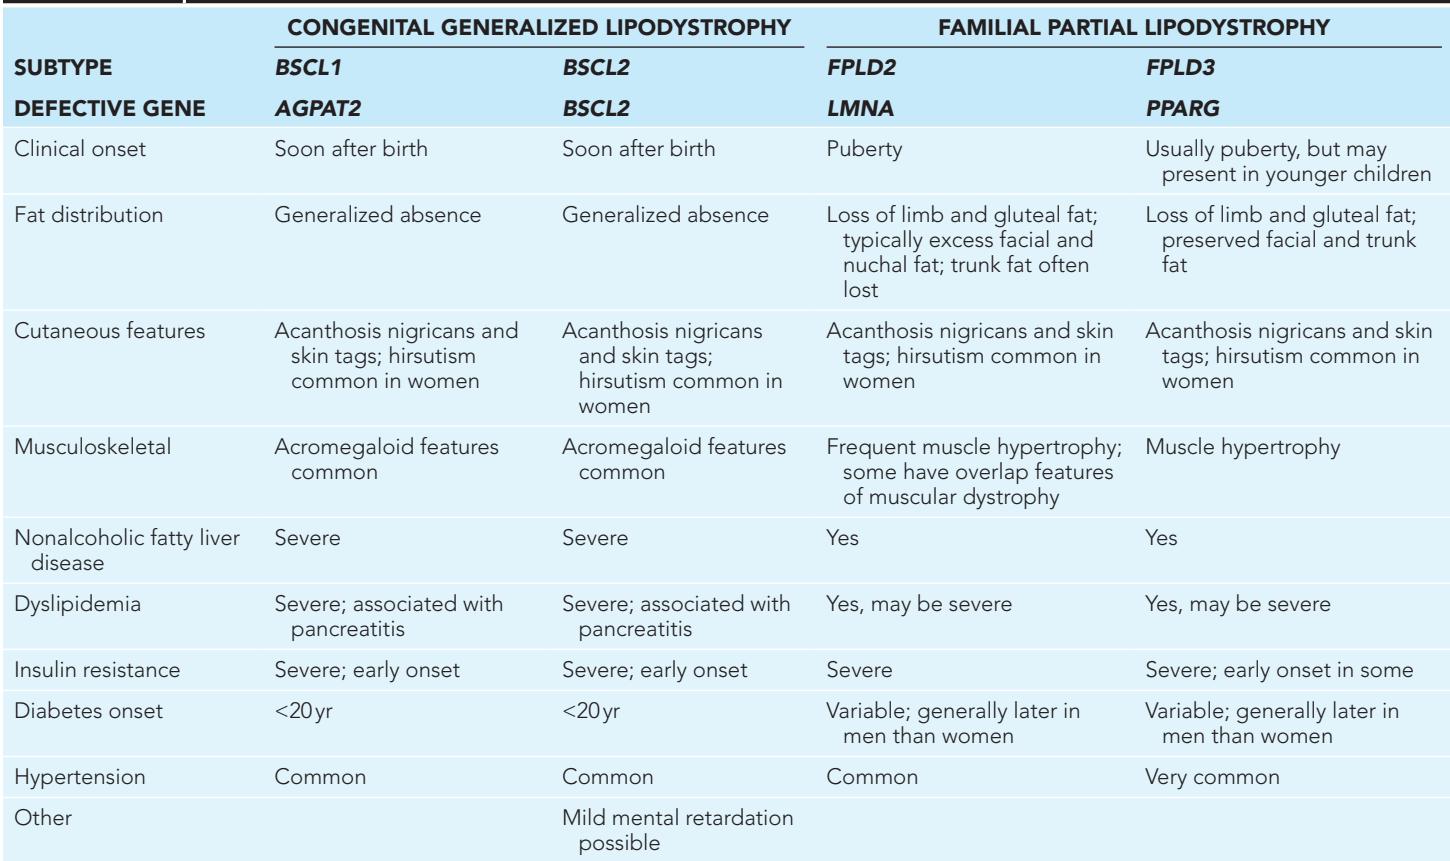 CONGENITAL GENERALIZED LIPODYSTROPHY FAMILIAL PARTIAL LIPODYSTROPHY
SUBTYPE BSCL1 BSCL2 FPLD2 FPLD3
DEFECTIVE GENE AGPAT2 BSCL2 LMNA PPARG
Clinical onset Soon after birth Soon after birth Puberty Usually puberty, but may
present in younger children
Fat distribution Generalized absence Generalized absence Loss of limb and gluteal fat; Loss of limb and gluteal fat;
typically excess facial and preserved facial and trunk
nuchal fat; trunk fat often fat
lost
Cutaneous features Acanthosis nigricans and Acanthosis nigricans Acanthosis nigricans and skin Acanthosis nigricans and skin
skin tags; hirsutism and skin tags; tags; hirsutism common in tags; hirsutism common in
common in women hirsutism common in women women
women
Musculoskeletal Acromegaloid features Acromegaloid features Frequent muscle hypertrophy; Muscle hypertrophy
common common some have overlap features
of muscular dystrophy
Nonalcoholic fatty liver Severe Severe Yes Yes
disease
Dyslipidemia Severe; associated with Severe; associated with Yes, may be severe Yes, may be severe
pancreatitis pancreatitis
Insulin resistance Severe; early onset Severe; early onset Severe Severe; early onset in some
Diabetes onset <20 yr <20 yr Variable; generally later in Variable; generally later in
men than women men than women
Hypertension Common Common Common Very common
Other Mild mental retardation
possible